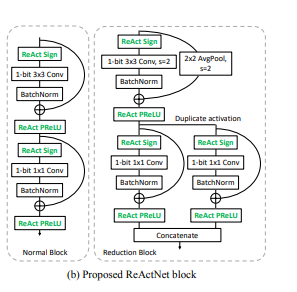 ReAct Sign
1-bit 3x3 Conv
BatchNorm
ReAct PReLU
ReAct Sign
1-bit 1x1 Conv
BatchNorm
ReAct PReLU
Normal Block
ReAct Sign
1-bit 3x3 Conv, s=2
2x2 AvgPool,
s=2
BatchNorm
ReAct PReLU
Duplicate activation
ReAct Sign
ReAct Sign
1-bit 1x1 Conv
1-bit 1x1 Conv
BatchNorm
BatchNorm
ReAct PReLU
ReAct PReLU
Concatenate
Reduction Block
(b) Proposed ReActNet block